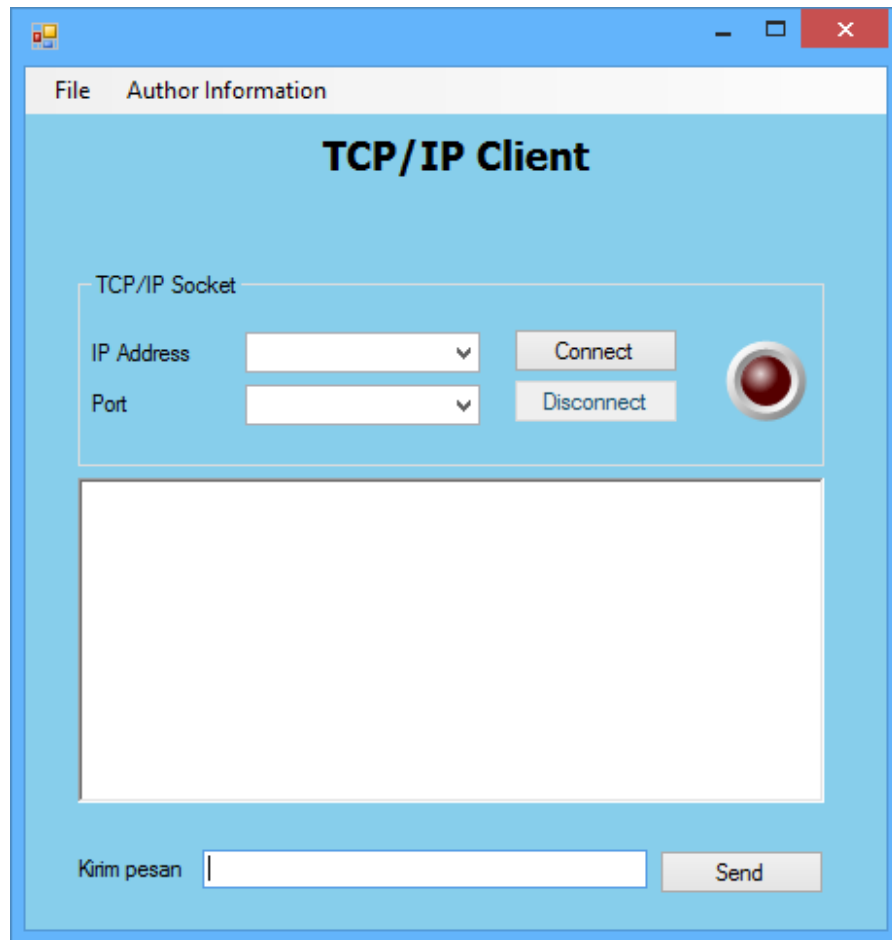 File Author Information
TCP/IP Client
TCP/IP Socket
IP Address
Connect
Port
Disconnect
Kirim pesan
Send